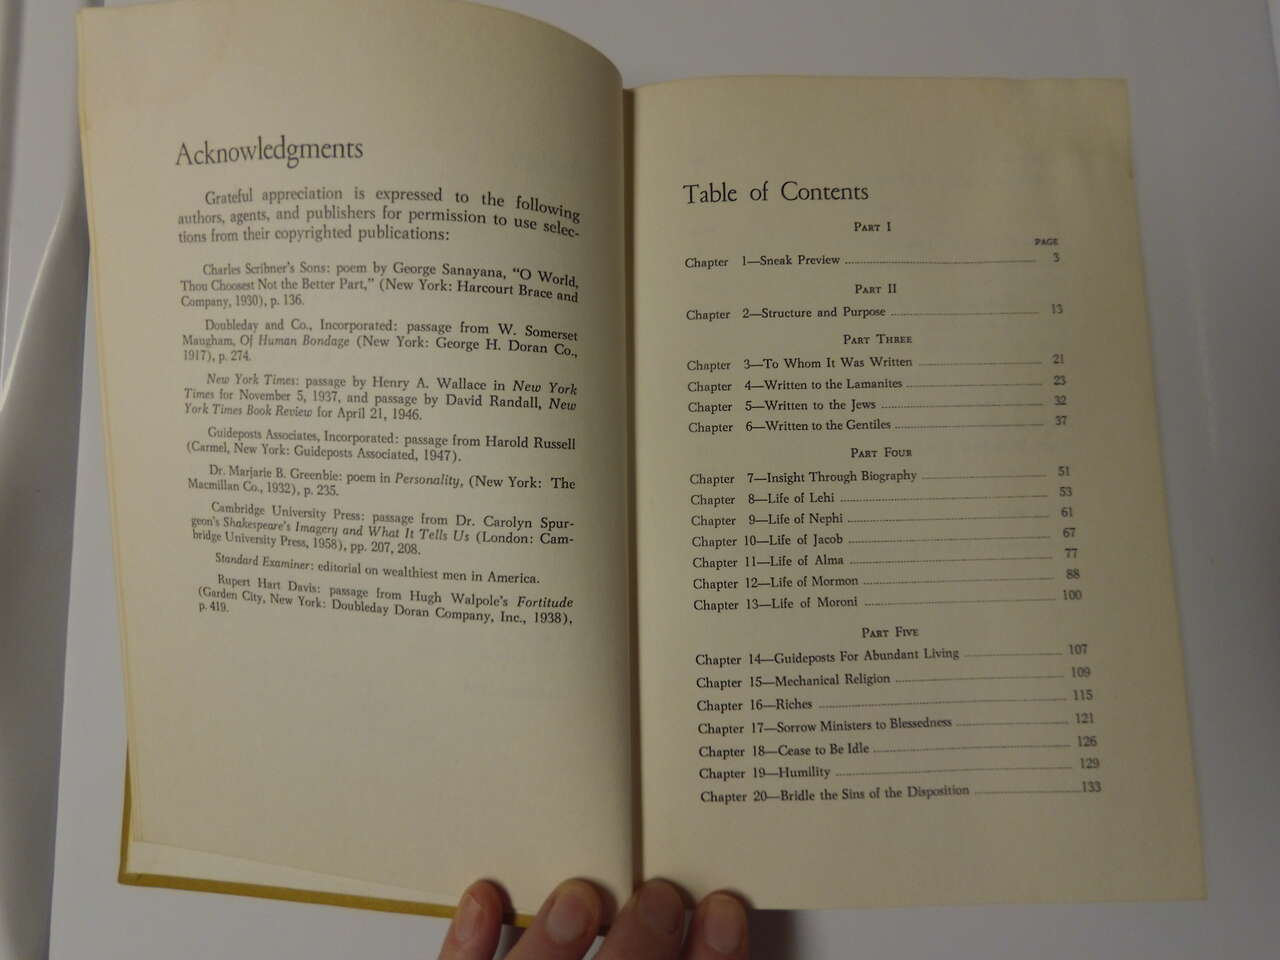 Acknowledgments
Grateful appreciation is expressed to the following
authors, agents, and publishers for permission to use selec-
tions from their copyrighted publications:
Charles Scribner's Sons: poem by George Sanayana, "O World,
Thou Choosest Not the Better Part," (New York: Harcourt Brace and
Company, 1930), p. 136.
Doubleday and Co., Incorporated: passage from W. Somerset
Maugham, Of Human Bondage (New York: George H. Doran Co.,
1917), p. 274.
New York Times: passage by Henry A. Wallace in New York
Times for November 5, 1937, and passage by David Randall, New
York Times Book Review for April 21, 1946.
Guideposts Associates, Incorporated: passage from Harold Russell
(Carmel, New York: Guideposts Associated, 1947).
Dr. Marjarie B. Greenbie: poem in Personality, (New York: The
Macmillan Co., 1932), p. 235.
Cambridge University Press: passage from Dr. Carolyn Spur-
geon's Shakespeare's Imagery and What It Tells Us (London: Cam-
bridge University Press, 1958), pp. 207, 208.
Standard Examiner: editorial on wealthiest men in America.
Rupert Hart Davis: passage from Hugh Walpole's Fortitude
(Garden City, New York: Doubleday Doran Company, Inc., 1938),
p. 419.
Table of Contents
Part I
PAGE
Chapter 1—Sneak Preview 3
Part II
Chapter 2—Structure and Purpose 13
Part Three
Chapter 3—To Whom It Was Written 21
Chapter 4—Written to the Lamanites 23
Chapter 5—Written to the Jews 32
Chapter 6—Written to the Gentiles 37
Part Four
Chapter 7—Insight Through Biography 51
Chapter 8—Life of Lehi 53
Chapter 9—Life of Nephi 61
Chapter 10—Life of Jacob 67
Chapter 11—Life of Alma 77
Chapter 12—Life of Mormon 88
Chapter 13—Life of Moroni 100
Part Five
Chapter 14—Guideposts For Abundant Living 107
Chapter 15—Mechanical Religion 109
Chapter 16—Riches 115
Chapter 17—Sorrow Ministers to Blessedness 121
Chapter 18—Cease to Be Idle 126
Chapter 19—Humility 129
Chapter 20—Bridle the Sins of the Disposition 133